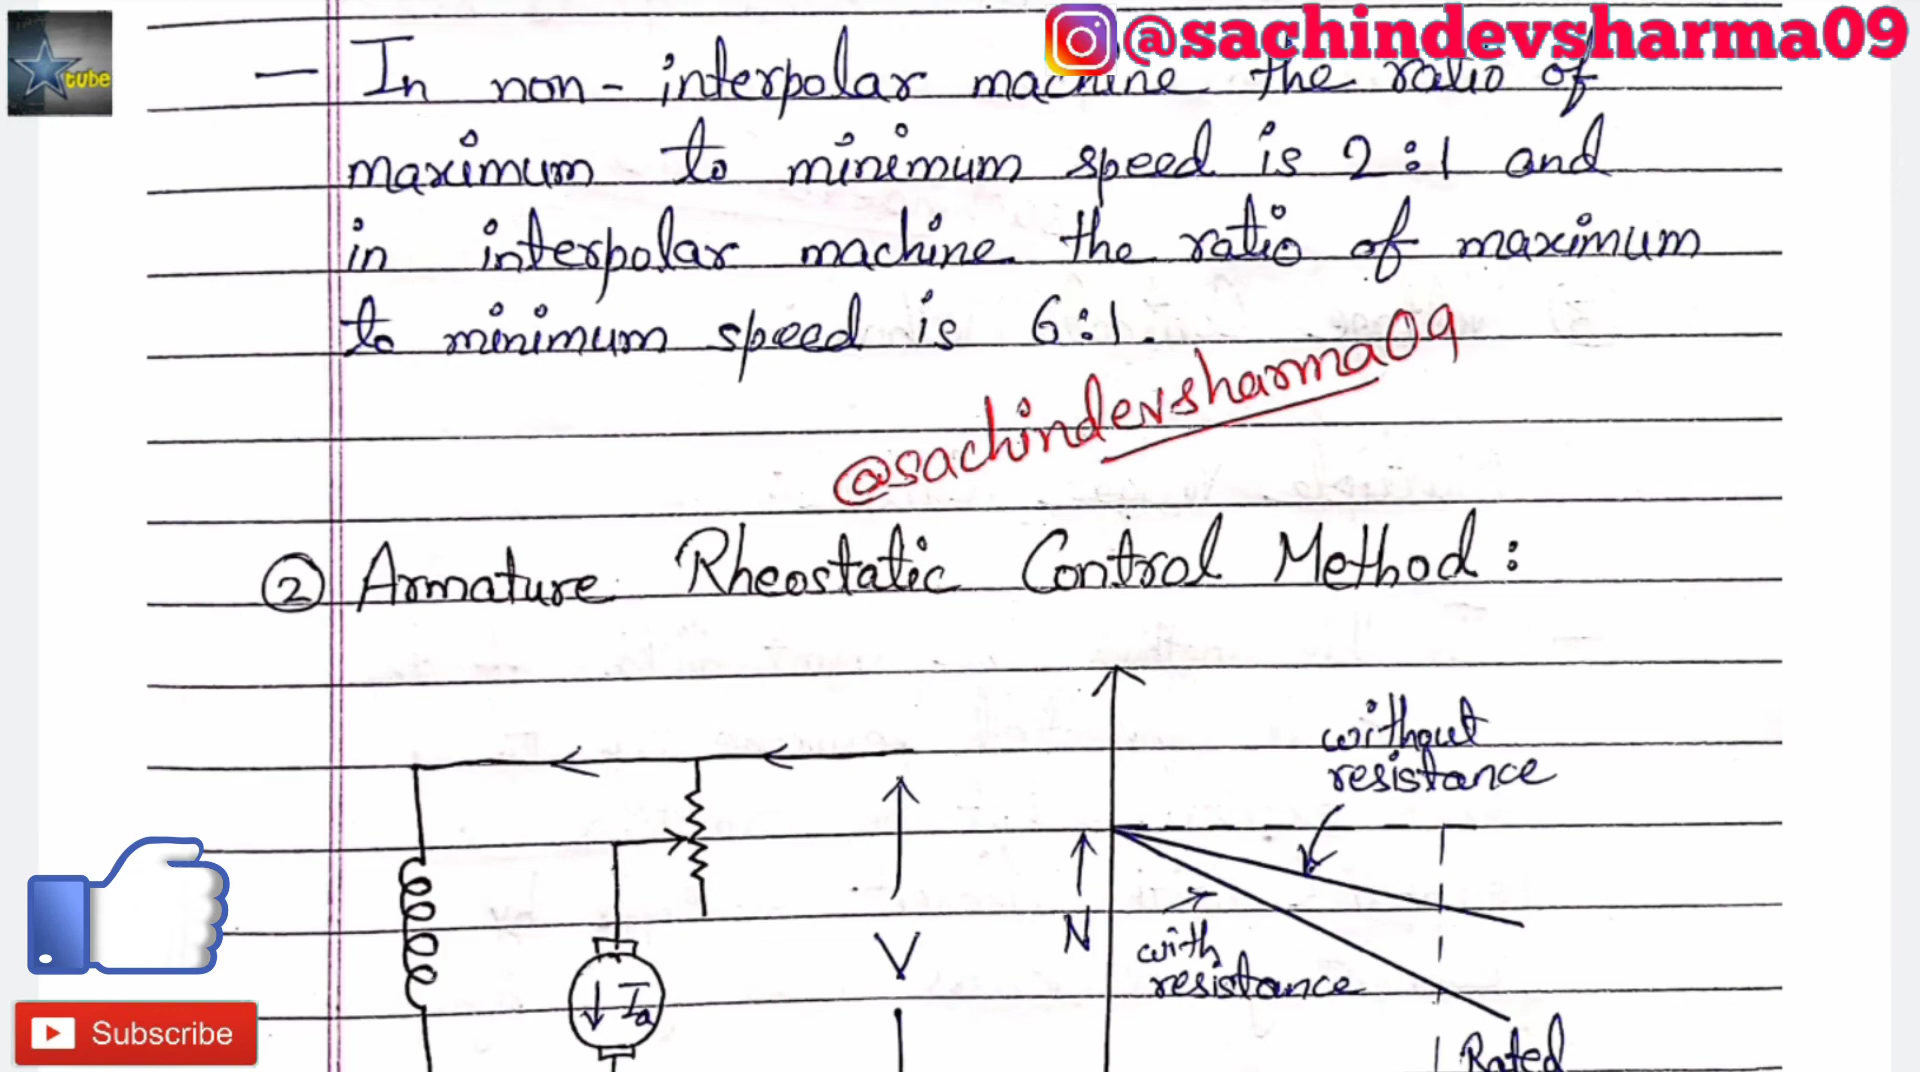 tube
@sachindevsharma09
— In non-interpolar machine the ratio of
maximum to minimum speed is 2:1 and
in interpolar machine the ratio of maximum
to minimum speed is 6:1.
@sachindevsharma09
② Armature Rheostatic Control Method:
without
resistance
N
with
resistance
V
Ia
Rated
Subscribe